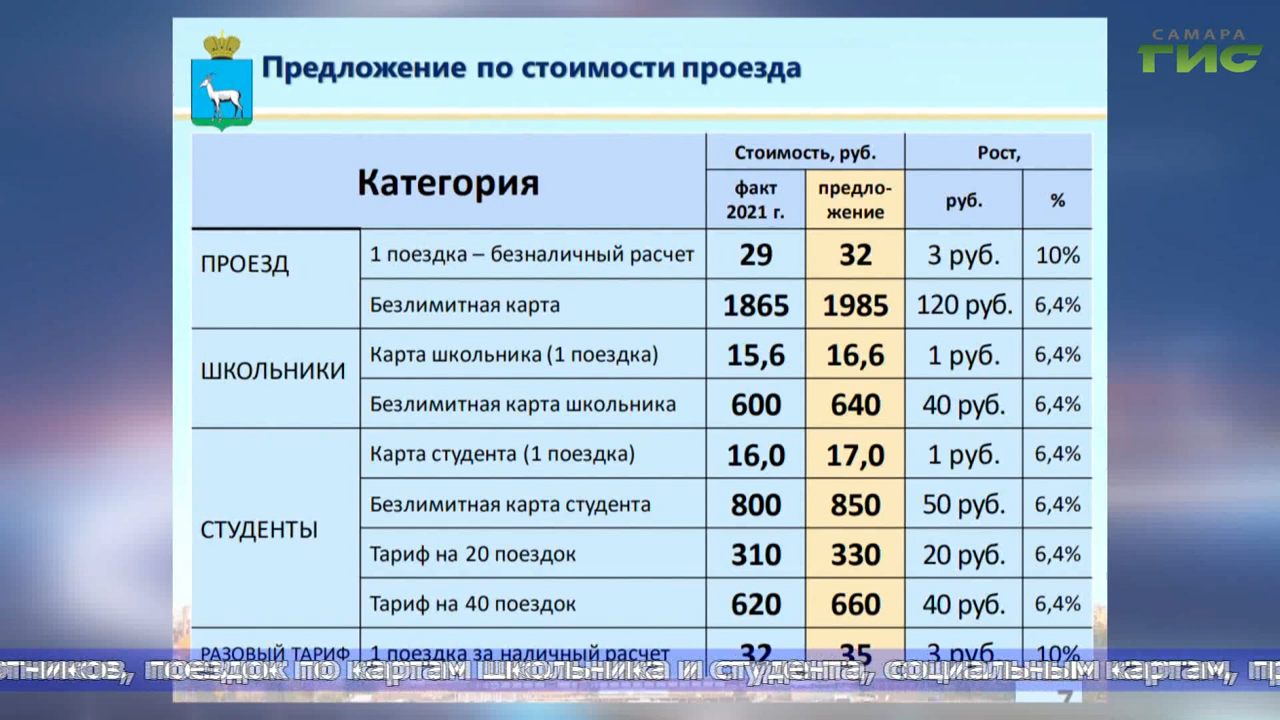 САМАРА
ГИС
Предложение по стоимости проезда
Категория
Стоимость, руб.
Рост,
факт
2021 г.
предло-
жение
руб.
%
ПРОЕЗД
1 поездка – безналичный расчет 29 32 3 руб. 10%
Безлимитная карта 1865 1985 120 руб. 6,4%
ШКОЛЬНИКИ
Карта школьника (1 поездка) 15,6 16,6 1 руб. 6,4%
Безлимитная карта школьника 600 640 40 руб. 6,4%
СТУДЕНТЫ
Карта студента (1 поездка) 16,0 17,0 1 руб. 6,4%
Безлимитная карта студента 800 850 50 руб. 6,4%
Тариф на 20 поездок 310 330 20 руб. 6,4%
Тариф на 40 поездок 620 660 40 руб. 6,4%
РАЗОВЫЙ ТАРИФ 1 поездка за наличный расчет 32 35 3 руб. 10%
поездок по картам школьника и студента, социальным картам,
7